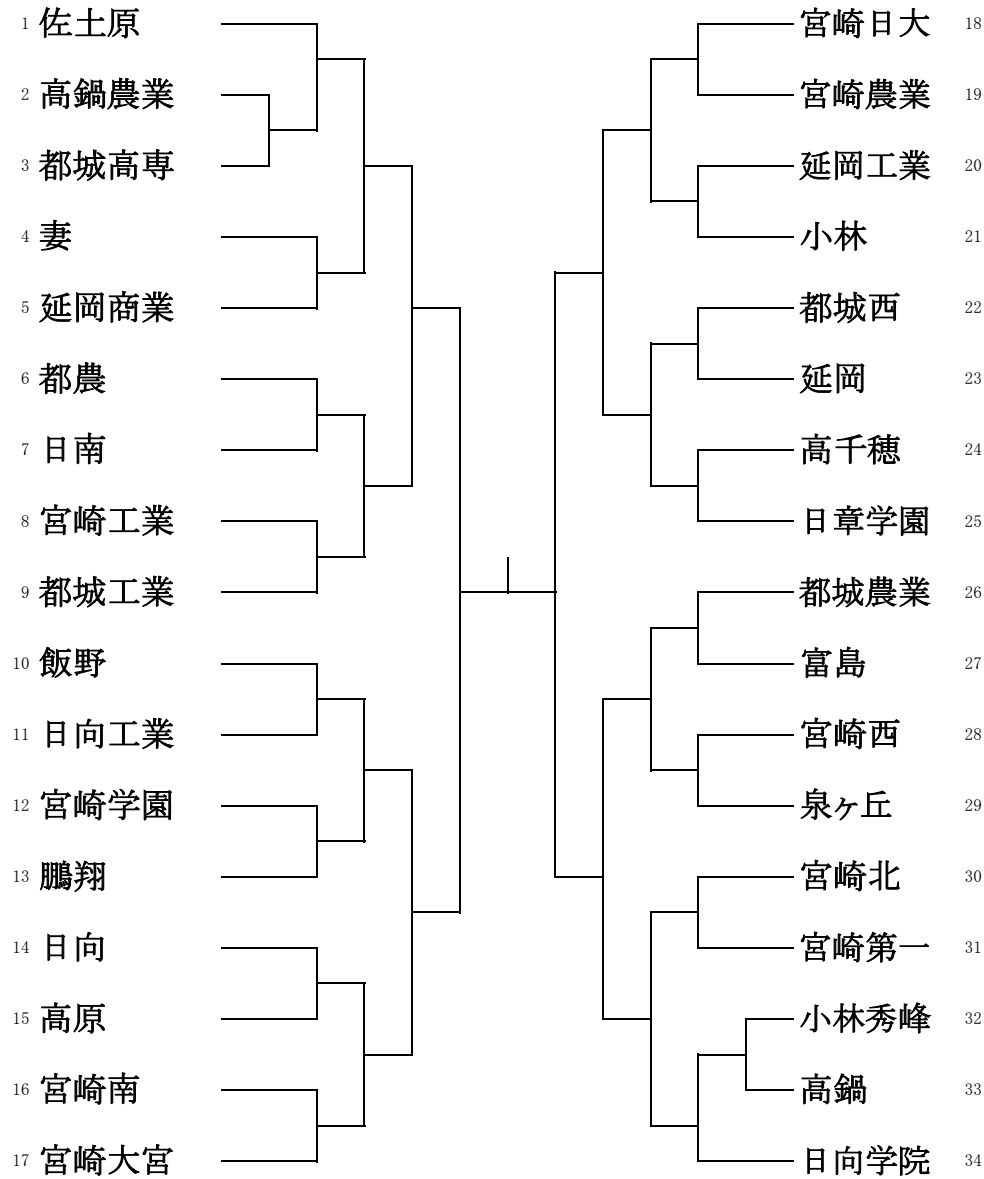 1 佐土原
2 高鍋農業
3 都城高専
4 妻
5 延岡商業
6 都農
7 日南
8 宮崎工業
9 都城工業
10 飯野
11 日向工業
12 宮崎学園
13 鵬翔
14 日向
15 高原
16 宮崎南
17 宮崎大宮
宮崎日大 18
宮崎農業 19
延岡工業 20
小林 21
都城西 22
延岡 23
高千穂 24
日章学園 25
都城農業 26
富島 27
宮崎西 28
泉ヶ丘 29
宮崎北 30
宮崎第一 31
小林秀峰 32
高鍋 33
日向学院 34